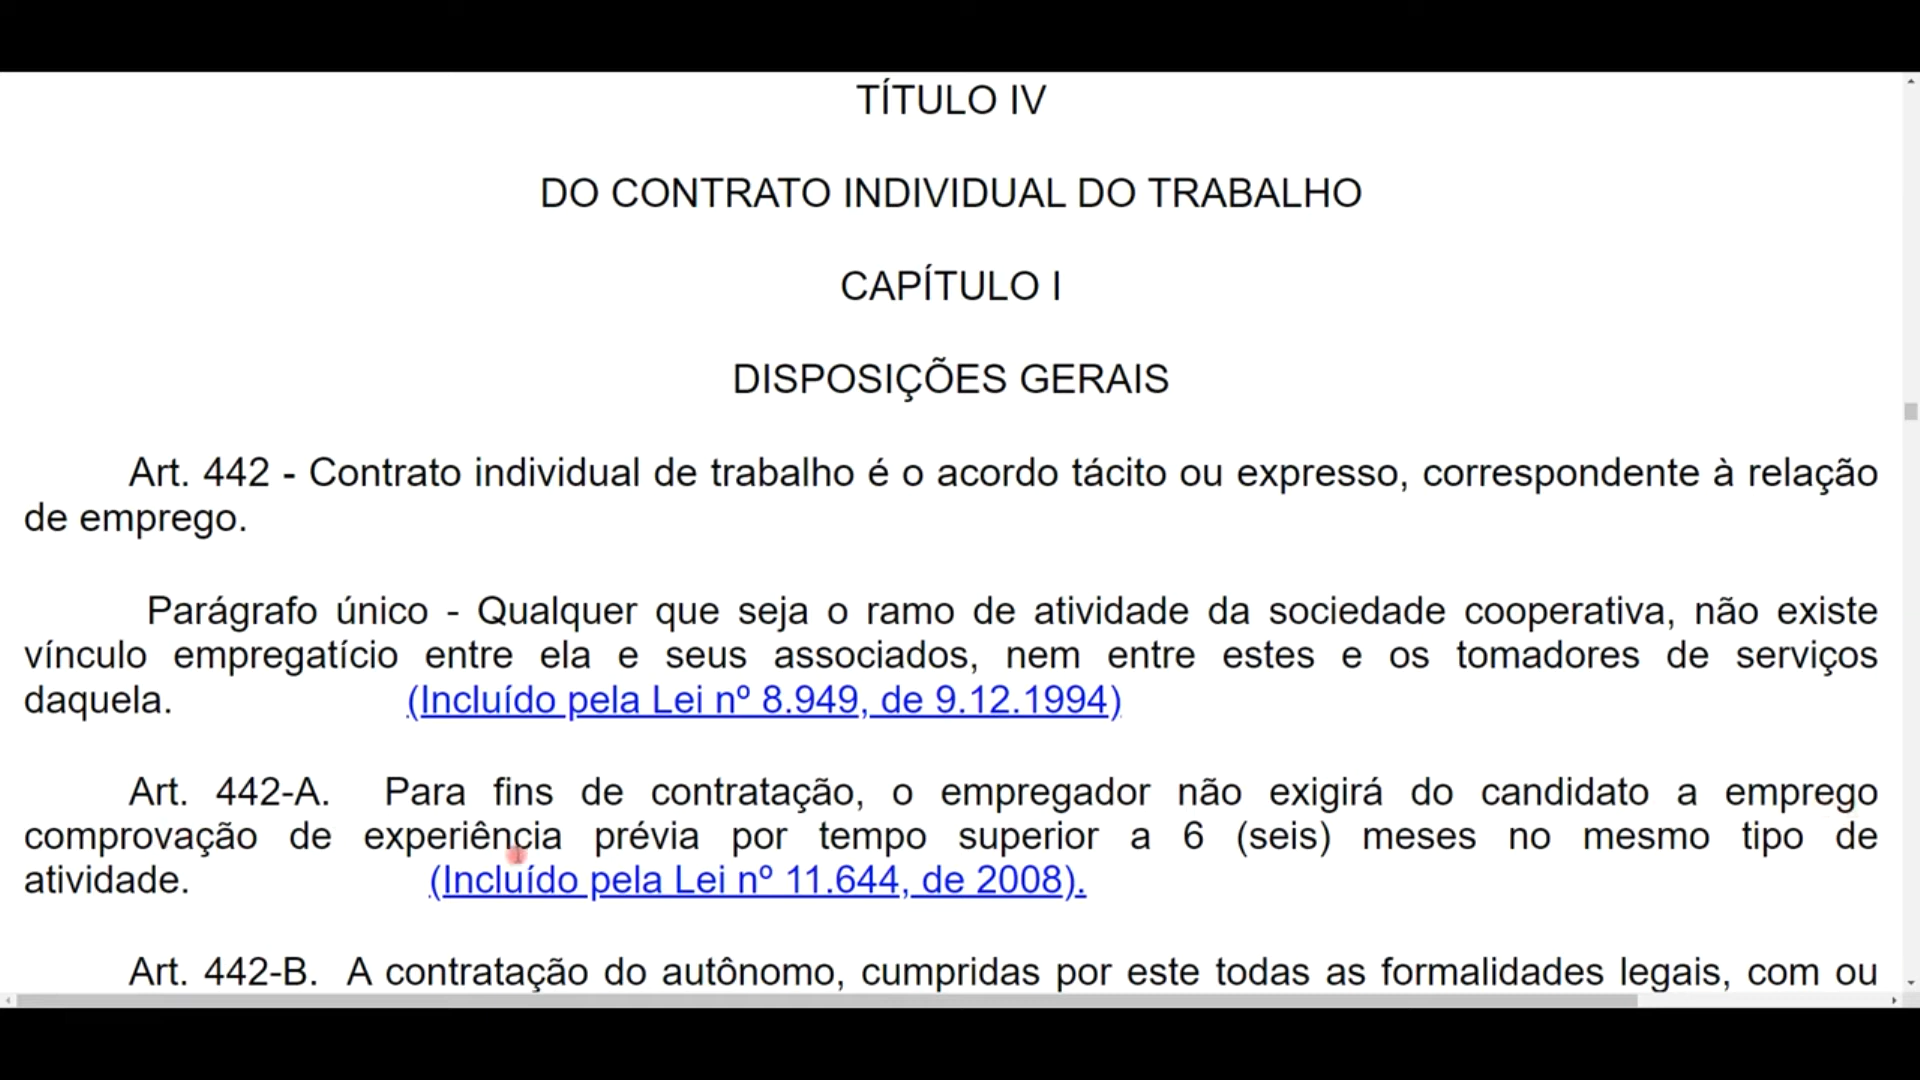 TÍTULO IV
DO CONTRATO INDIVIDUAL DO TRABALHO
CAPÍTULO I
DISPOSIÇÕES GERAIS
Art. 442 - Contrato individual de trabalho é o acordo tácito ou expresso, correspondente à relação
de emprego.
Parágrafo único - Qualquer que seja o ramo de atividade da sociedade cooperativa, não existe
vínculo empregatício entre ela e seus associados, nem entre estes e os tomadores de serviços
daquela. (Incluído pela Lei nº 8.949, de 9.12.1994)
Art. 442-A. Para fins de contratação, o empregador não exigirá do candidato a emprego
comprovação de experiência prévia por tempo superior a 6 (seis) meses no mesmo tipo de
atividade. (Incluído pela Lei nº 11.644, de 2008).
Art. 442-B. A contratação do autônomo, cumpridas por este todas as formalidades legais, com ou